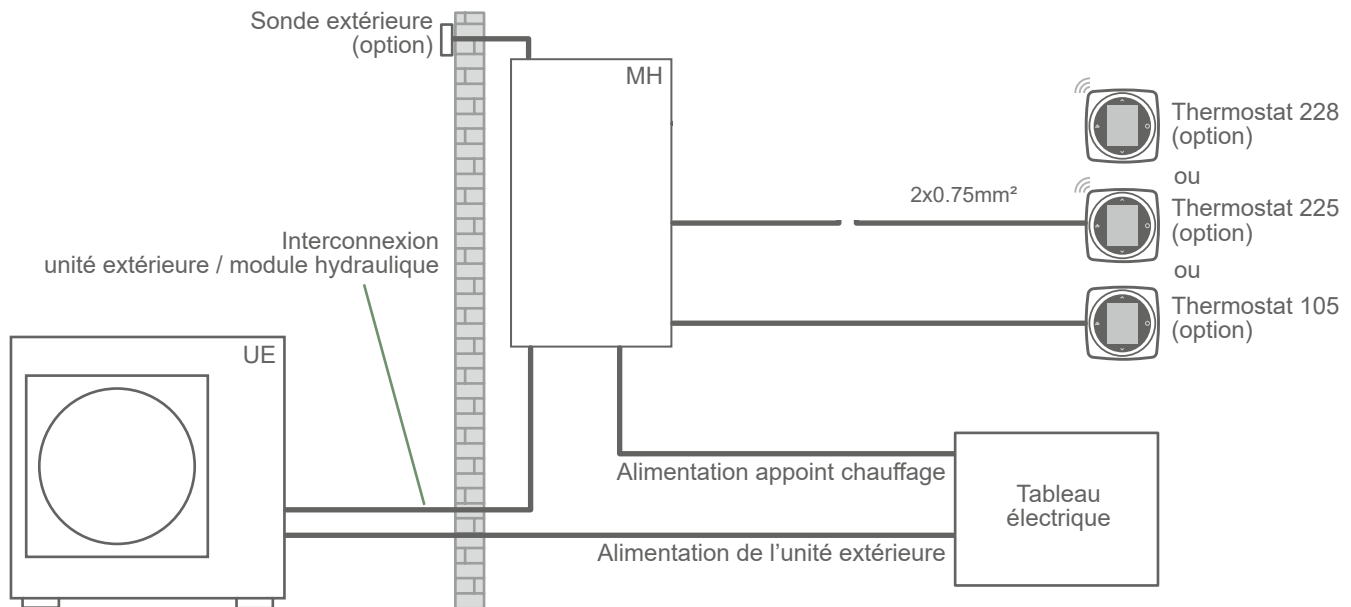 Sonde extérieure
(option)
MH
Thermostat 228
(option)
ou
2x0.75mm²
Thermostat 225
(option)
ou
Thermostat 105
(option)
Interconnexion
unité extérieure / module hydraulique
UE
Alimentation appoint chauffage
Tableau
électrique
Alimentation de l’unité extérieure